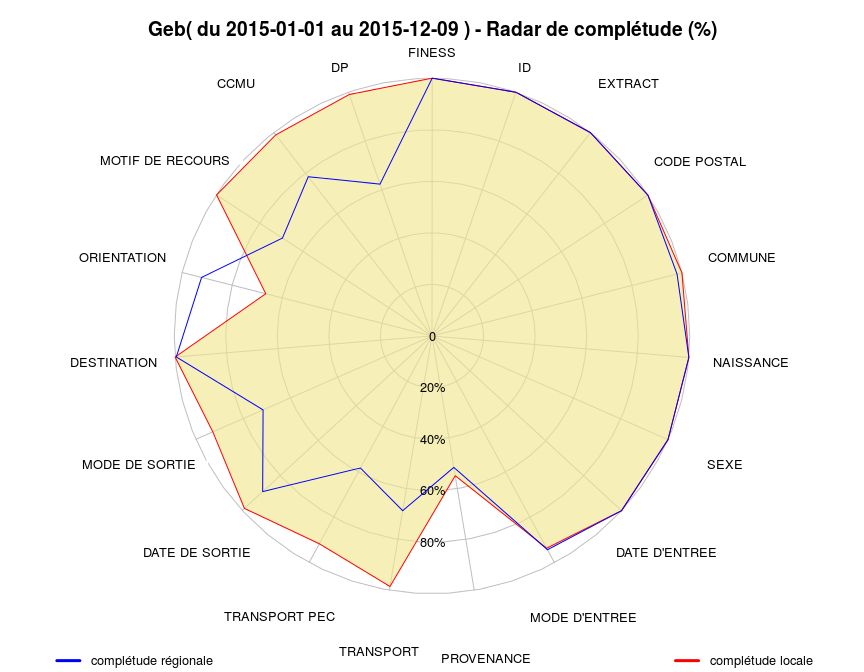 Geb( du 2015-01-01 au 2015-12-09 ) - Radar de complétude (%)
FINESS
DP
ID
CCMU
EXTRACT
MOTIF DE RECOURS
CODE POSTAL
ORIENTATION
COMMUNE
0
DESTINATION
NAISSANCE
20%
40%
MODE DE SORTIE
SEXE
60%
80%
DATE DE SORTIE
DATE D'ENTREE
TRANSPORT PEC
MODE D'ENTREE
TRANSPORT
PROVENANCE
complétude régionale
complétude locale